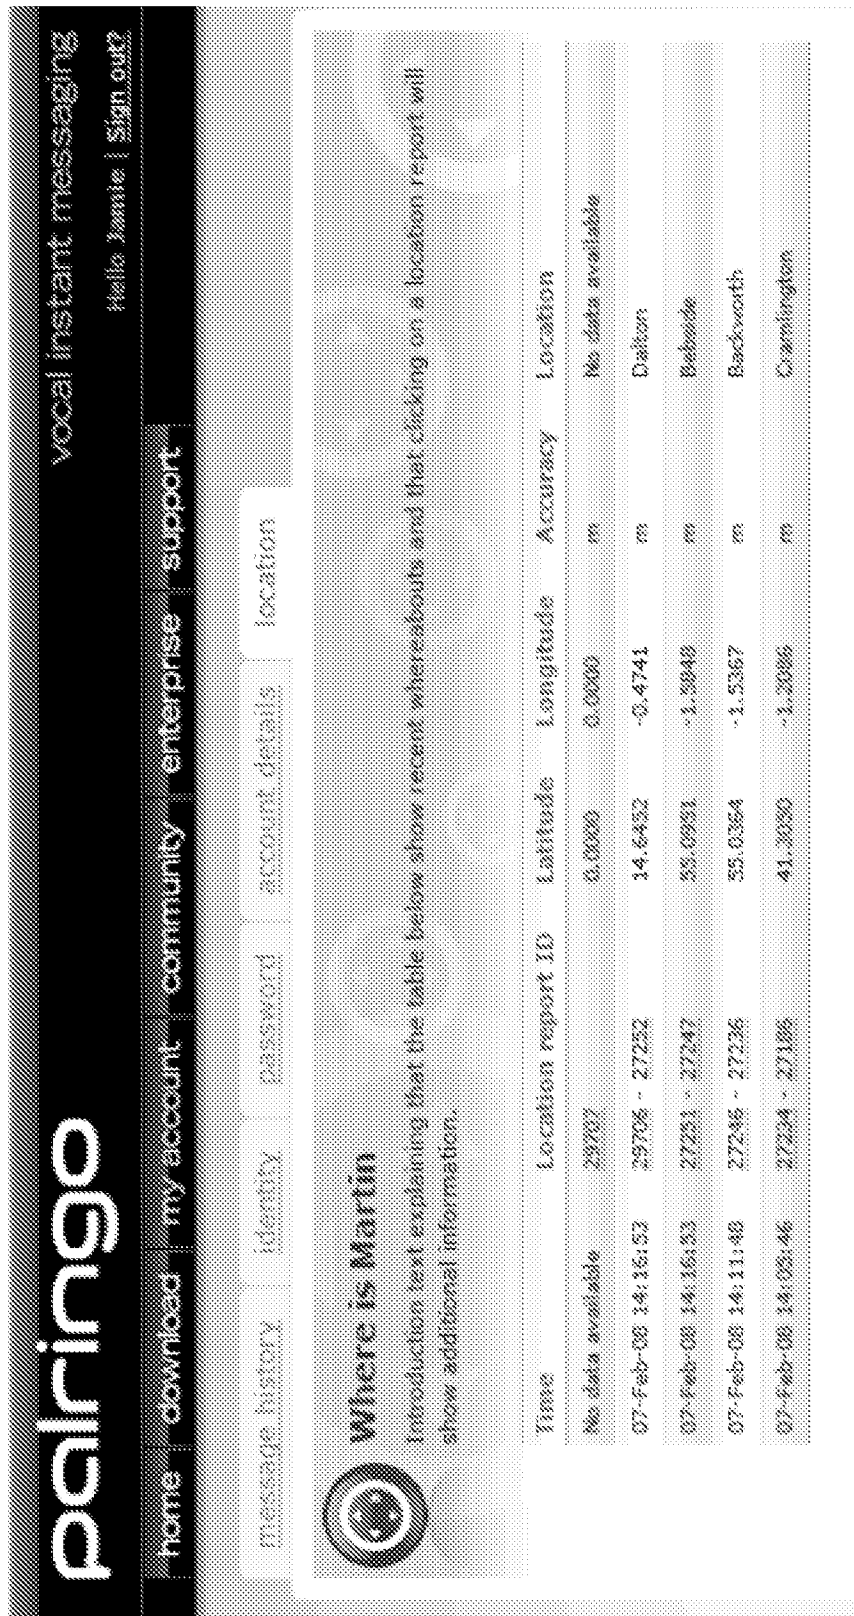 palringo
vocal instant messaging
Hello Jamie | Sign out?
home download my account community enterprise support
message history identity password account details location
Where is Martin
Introduction text explaining that the table below show recent whereabouts and that clicking on a location report will
show additional information.
Time Location report ID Latitude Longitude Accuracy Location
No data available 29707 0.0000 0.0000 m No data available
07-Feb-08 14:16:53 29706 - 27252 14.6452 -0.4741 m Dalton
07-Feb-08 14:16:33 27251 - 27247 55.0931 -1.5848 m Bebside
07-Feb-08 14:11:48 27246 - 27236 55.0364 -1.5367 m Backworth
07-Feb-08 14:05:46 27234 - 27186 41.3050 -1.2086 m Cramlington